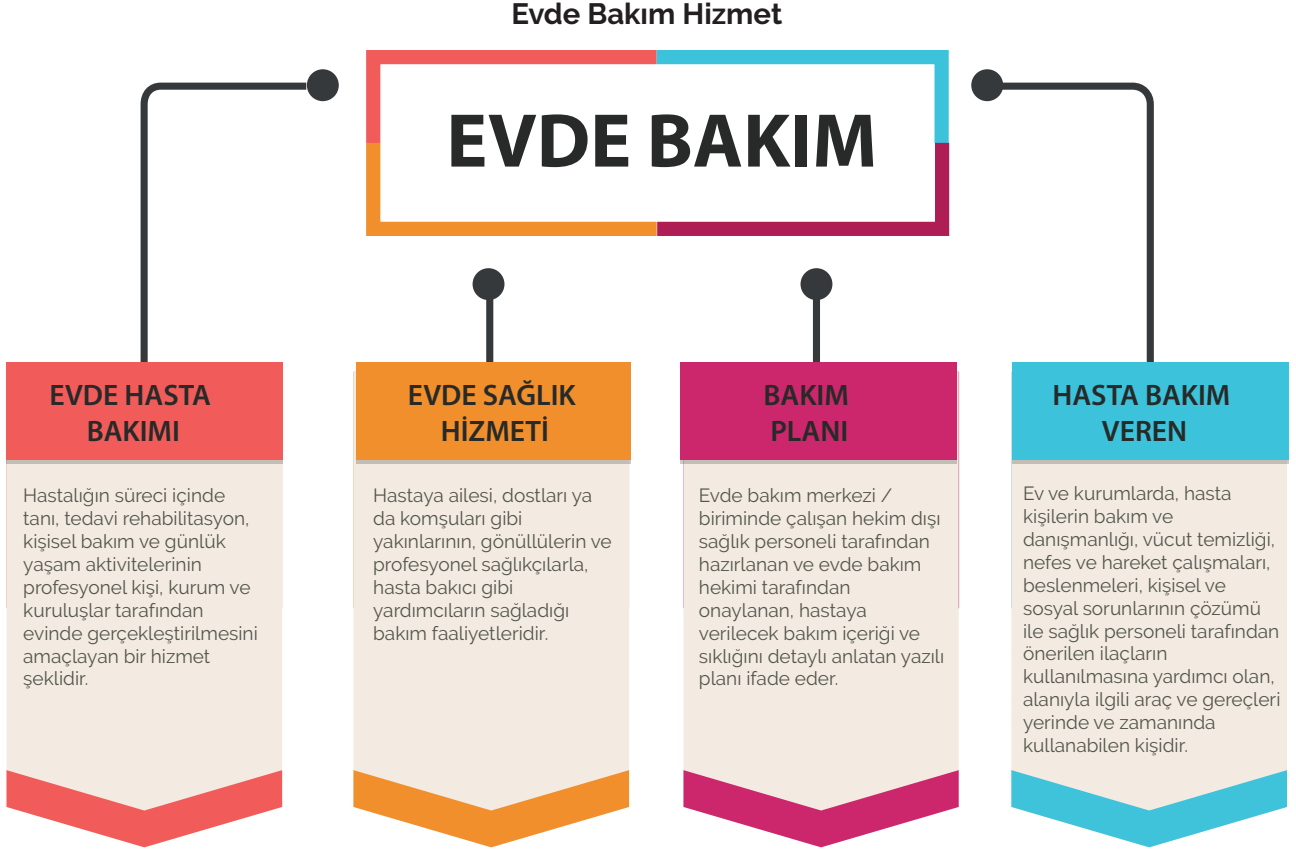 Evde Bakım Hizmet
EVDE BAKIM
EVDE HASTA
BAKIMI
Hastalığın süreci içinde
tanı, tedavi rehabilitasyon,
kişisel bakım ve günlük
yaşam aktivitelerinin
profesyonel kişi, kurum ve
kuruluşlar tarafından
evinde gerçekleştirilmesini
amaçlayan bir hizmet
şeklidir.
EVDE SAĞLIK
HİZMETİ
Hastaya ailesi, dostları ya
da komşuları gibi
yakınlarının, gönüllülerin ve
profesyonel sağlıkçılarla,
hasta bakıcı gibi
yardımcıların sağladığı
bakım faaliyetleridir.
BAKIM
PLANI
Evde bakım merkezi /
biriminde çalışan hekim dışı
sağlık personeli tarafından
hazırlanan ve evde bakım
hekimi tarafından
onaylanan, hastaya
verilecek bakım içeriği ve
sıklığını detaylı anlatan yazılı
planı ifade eder.
HASTA BAKIM
VEREN
Ev ve kurumlarda, hasta
kişilerin bakım ve
danışmanlığı, vücut temizliği,
nefes ve hareket çalışmaları,
beslenmeleri, kişisel ve
sosyal sorunlarının çözümü
ile sağlık personeli tarafından
önerilen ilaçların
kullanılmasına yardımcı olan,
alanıyla ilgili araç ve gereçleri
yerinde ve zamanında
kullanabilen kişidir.